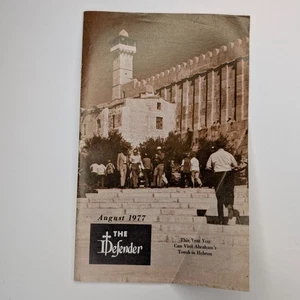 August 1977
THE
Defender
This Year You
Can Visit Abraham's
Tomb in Hebron